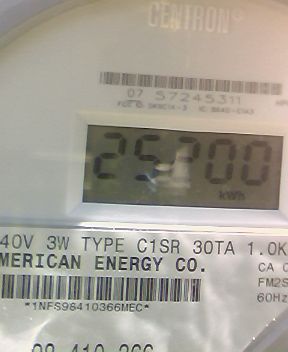 CENTRON®
07 57245311
25200
kWh
40V 3W TYPE C1SR 30TA 1.0K
MERICAN ENERGY CO.
CA
FM2S
60Hz
*1NFS98410366MEC*